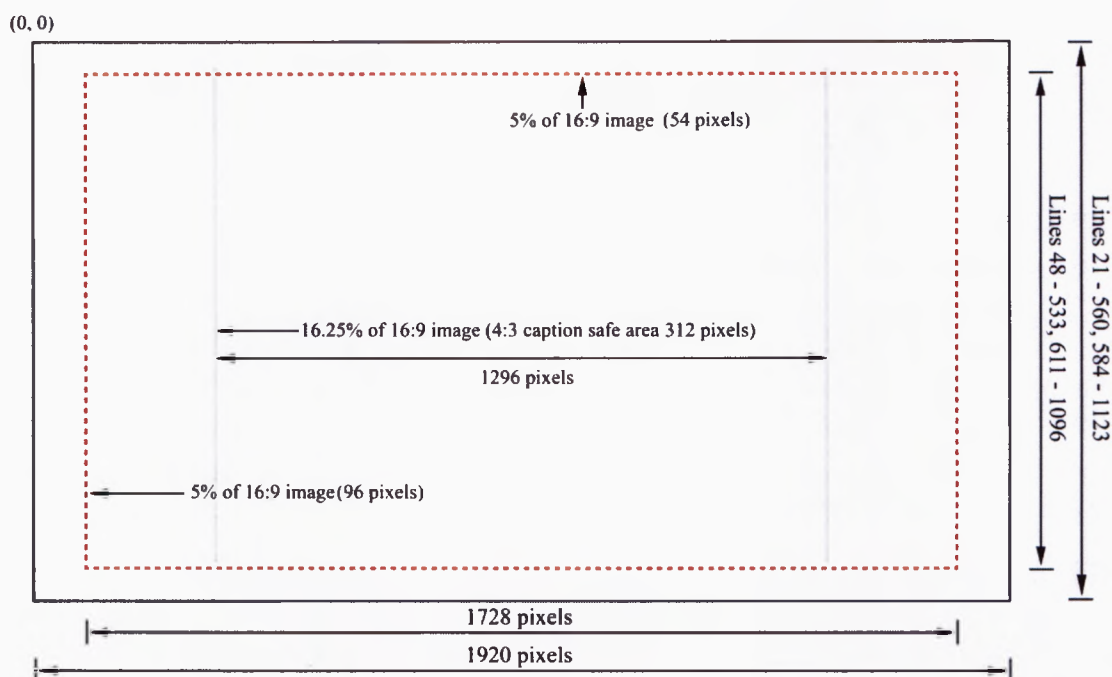 (0, 0)
5% of 16:9 image (54 pixels)
16.25% of 16:9 image (4:3 caption safe area 312 pixels)
1296 pixels
5% of 16:9 image(96 pixels)
1728 pixels
1920 pixels
Lines 48 - 533, 611 - 1096
Lines 21 - 560, 584 - 1123